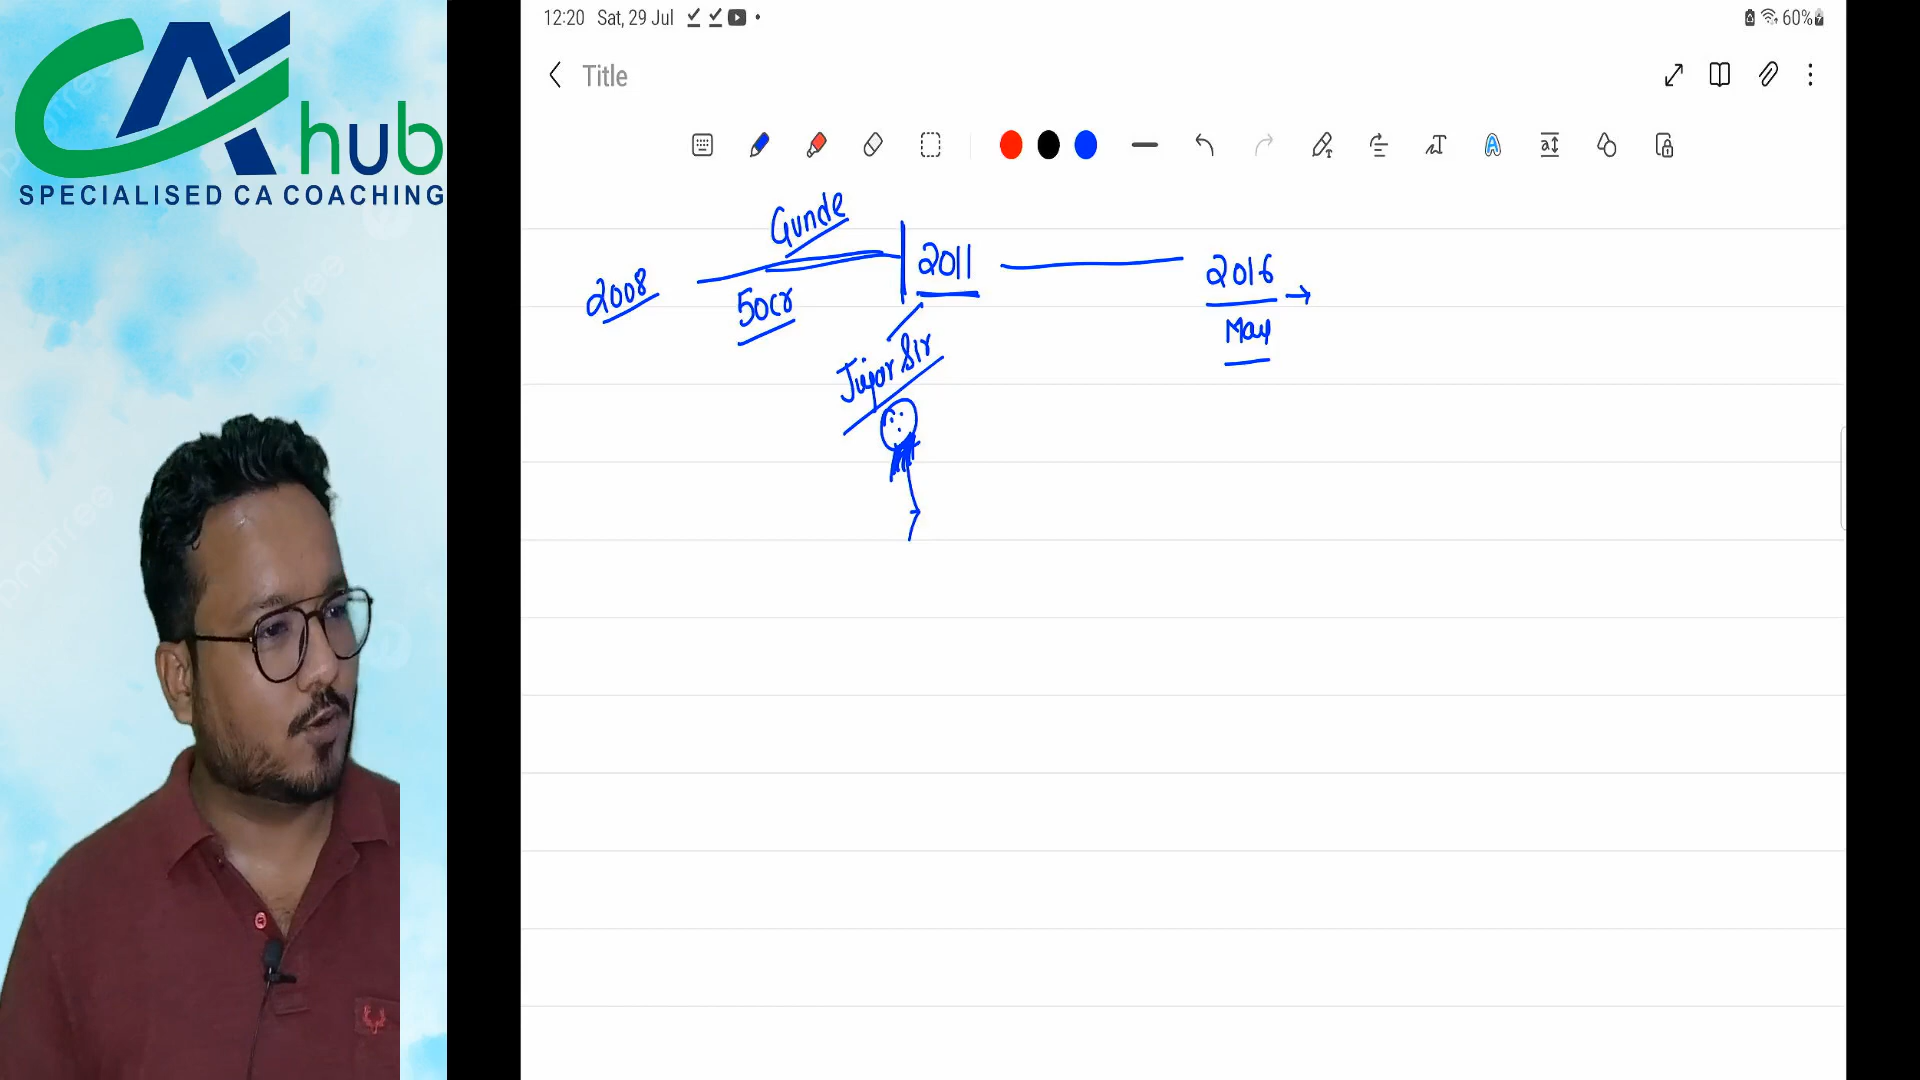 CA hub
SPECIALISED CA COACHING
12:20 Sat, 29 Jul
60%
Title
Gunde
2008
50cr
2011
2016
May
Sir
pngtree